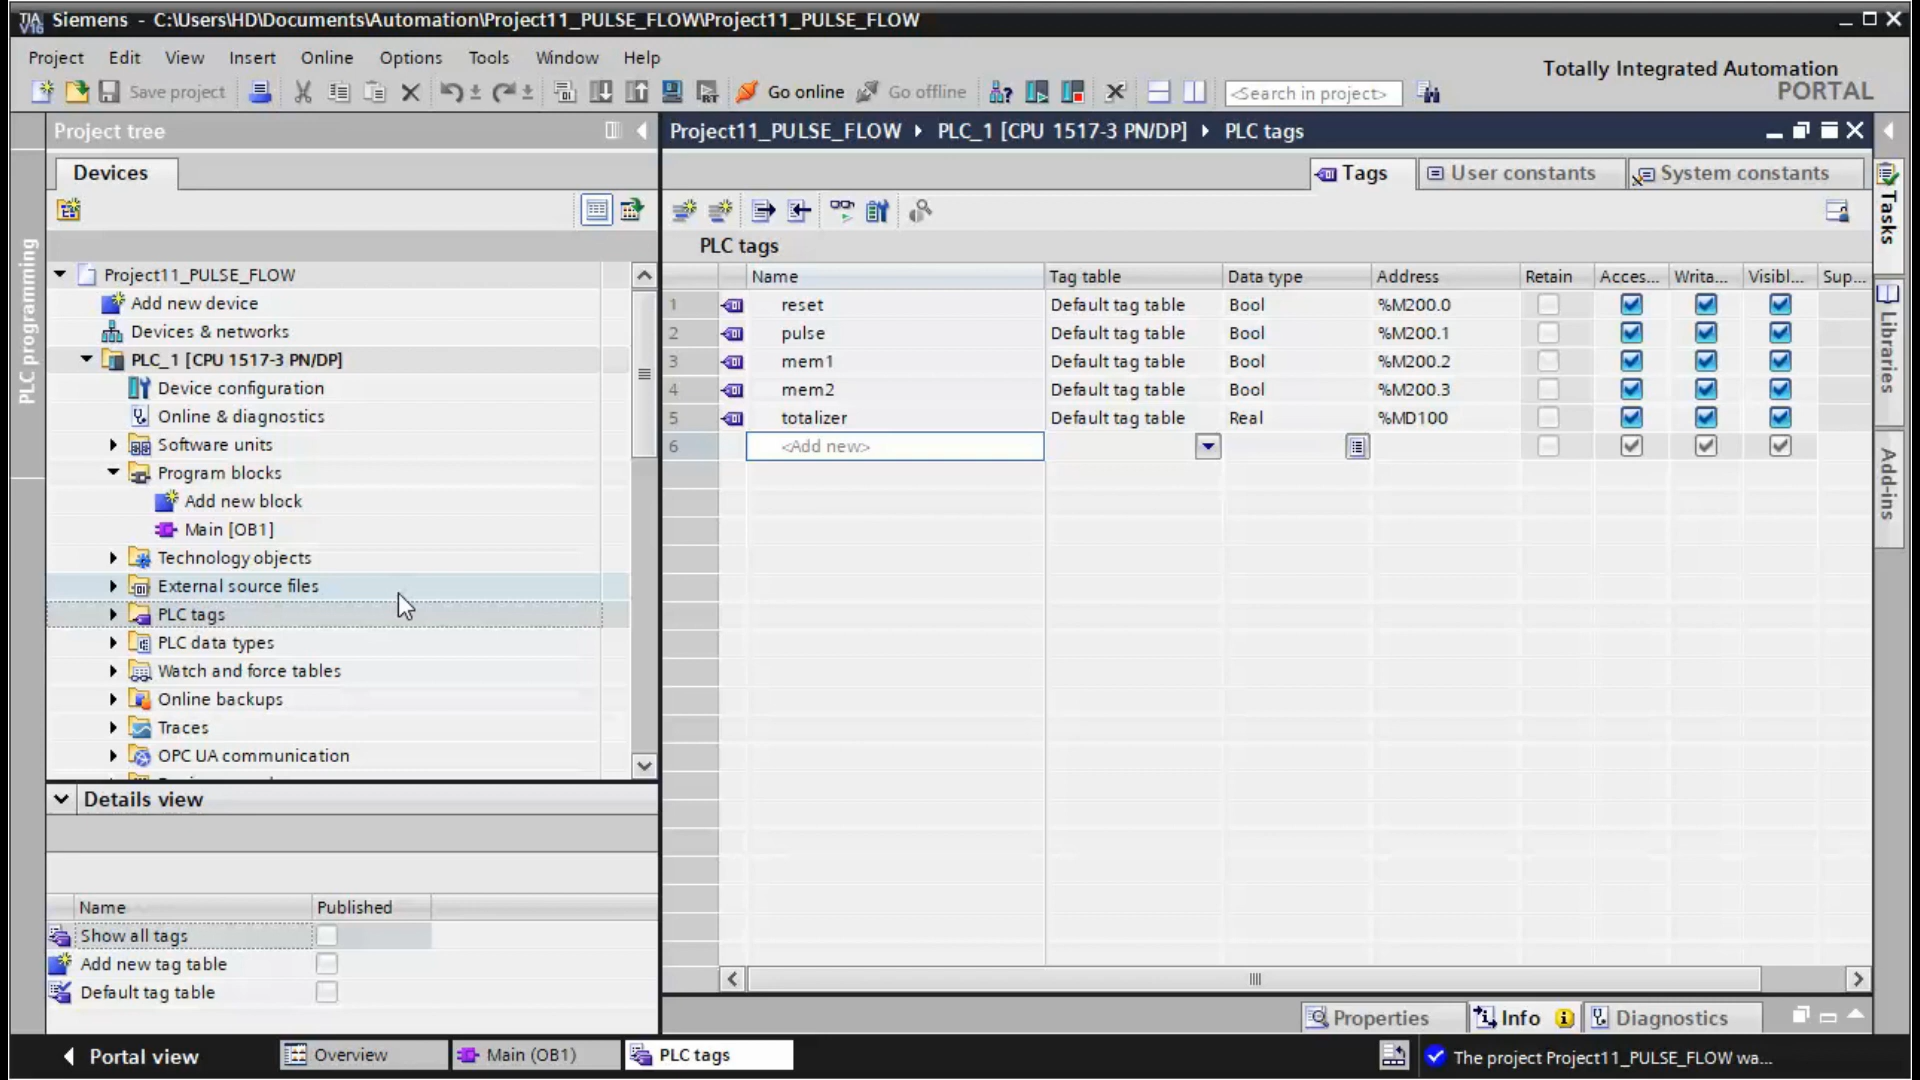 TIA V16 Siemens - C:\Users\HD\Documents\Automation\Project11_PULSE_FLOW\Project11_PULSE_FLOW
Project Edit View Insert Online Options Tools Window Help
Totally Integrated Automation
PORTAL
Save project Go online Go offline <Search in project>
Project tree
Project11_PULSE_FLOW PLC_1 [CPU 1517-3 PN/DP] PLC tags
Devices
Tags User constants System constants
PLC programming
Tasks
Libraries
Add-ins
PLC tags
Project11_PULSE_FLOW
Add new device
Devices & networks
PLC_1 [CPU 1517-3 PN/DP]
Device configuration
Online & diagnostics
Software units
Program blocks
Add new block
Main [OB1]
Technology objects
External source files
PLC tags
PLC data types
Watch and force tables
Online backups
Traces
OPC UA communication
Name Tag table Data type Address Retain Acces... Writa... Visibl... Sup...
1 reset Default tag table Bool %M200.0
2 pulse Default tag table Bool %M200.1
3 mem1 Default tag table Bool %M200.2
4 mem2 Default tag table Bool %M200.3
5 totalizer Default tag table Real %MD100
6 <Add new>
Details view
Name Published
Show all tags
Add new tag table
Default tag table
Properties Info Diagnostics
Portal view Overview Main (OB1) PLC tags The project Project11_PULSE_FLOW wa...